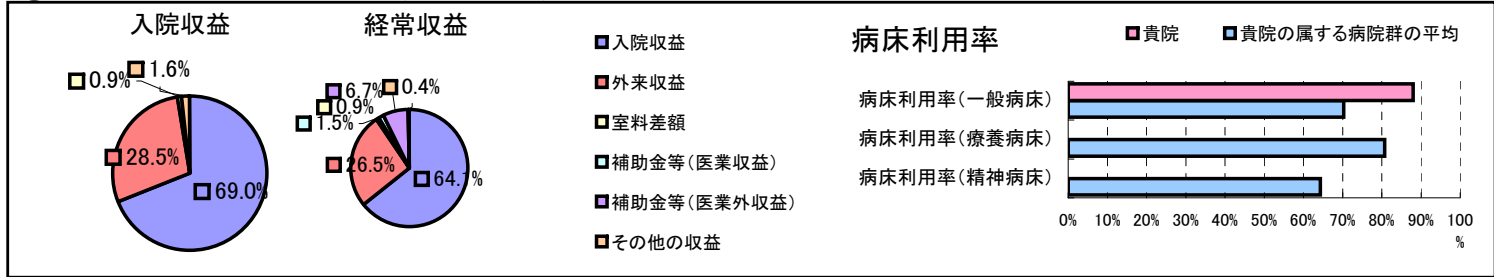 入院収益
0.9%
1.6%
28.5%
69.0%
経常収益
6.7%
0.4%
0.9%
1.5%
26.5%
64.1%
入院収益
外来収益
室料差額
補助金等(医業収益)
補助金等(医業外収益)
その他の収益
病床利用率
貴院
貴院の属する病院群の平均
病床利用率(一般病床)
病床利用率(療養病床)
病床利用率(精神病床)
0% 10% 20% 30% 40% 50% 60% 70% 80% 90% 100
%